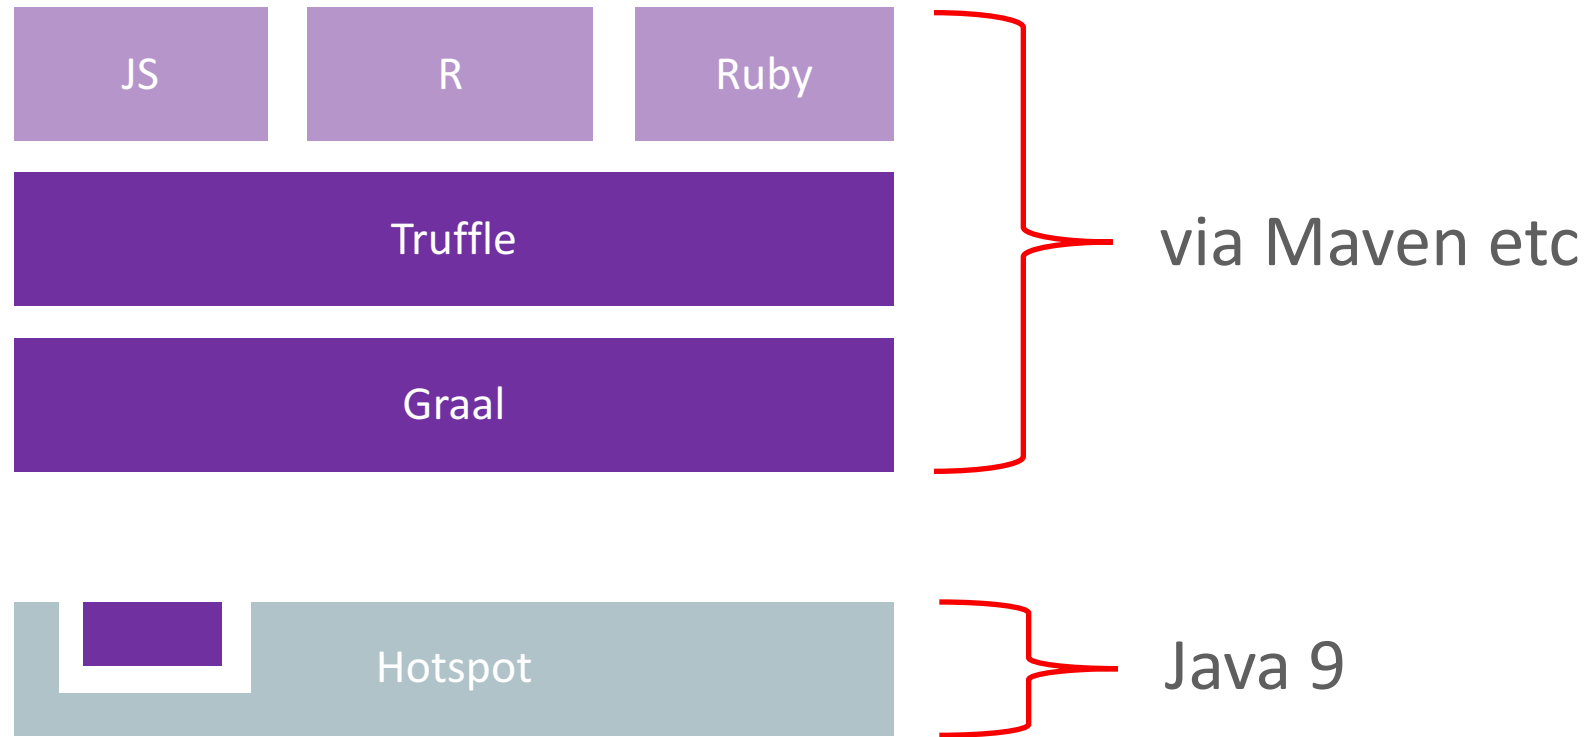 JS
R
Ruby
Truffle
via Maven etc
Graal
Hotspot
Java 9